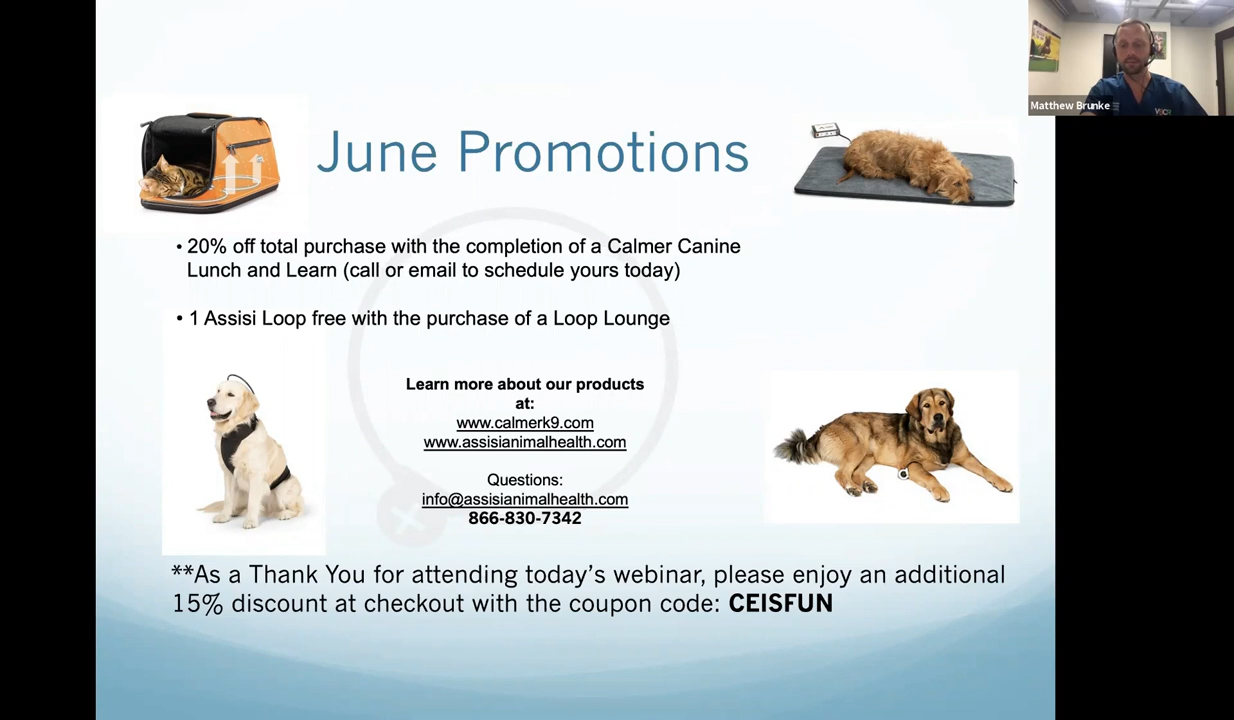 Matthew Brunke
June Promotions
• 20% off total purchase with the completion of a Calmer Canine
Lunch and Learn (call or email to schedule yours today)
• 1 Assisi Loop free with the purchase of a Loop Lounge
Learn more about our products
at:
www.calmerk9.com
www.assisianimalhealth.com
Questions:
info@assisianimalhealth.com
866-830-7342
**As a Thank You for attending today’s webinar, please enjoy an additional
15% discount at checkout with the coupon code: CEISFUN